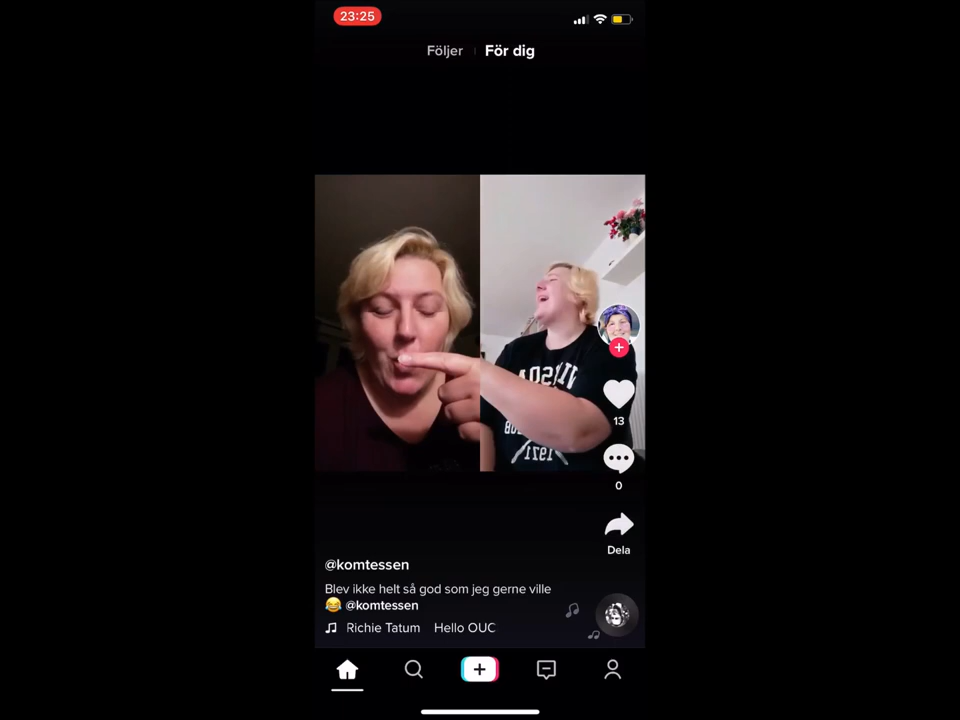 23:25
Följer För dig
13
0
Dela
@komtessen
Blev ikke helt så god som jeg gerne ville
😂 @komtessen
Richie Tatum Hello OUC
1971